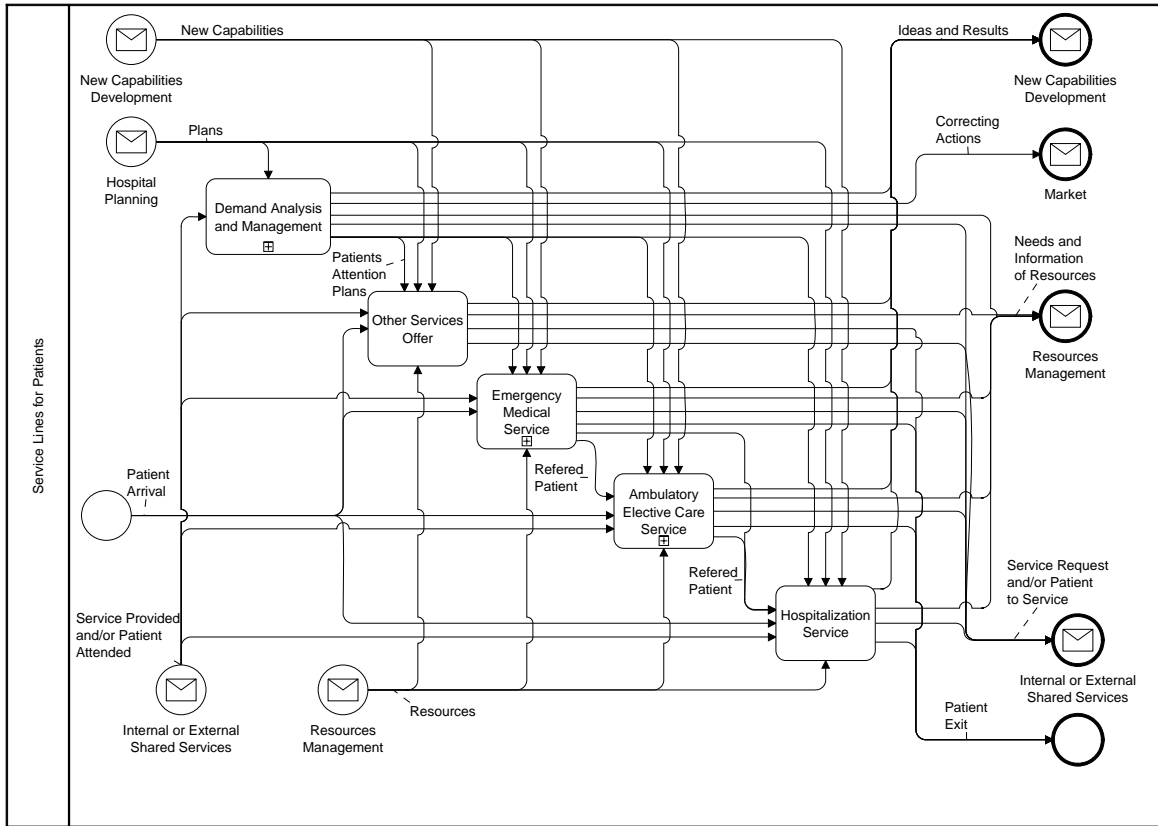 Service Lines for Patients
New Capabilities
New Capabilities
Development
Plans
Hospital
Planning
Demand Analysis
and Management
Patients
Attention
Plans
Other Services
Offer
Emergency
Medical
Service
Refered
Patient
Ambulatory
Elective Care
Service
Refered
Patient
Hospitalization
Service
Patient
Arrival
Service Provided
and/or Patient
Attended
Internal or External
Shared Services
Resources
Management
Resources
Ideas and Results
New Capabilities
Development
Correcting
Actions
Market
Needs and
Information
of Resources
Resources
Management
Service Request
and/or Patient
to Service
Internal or External
Shared Services
Patient
Exit